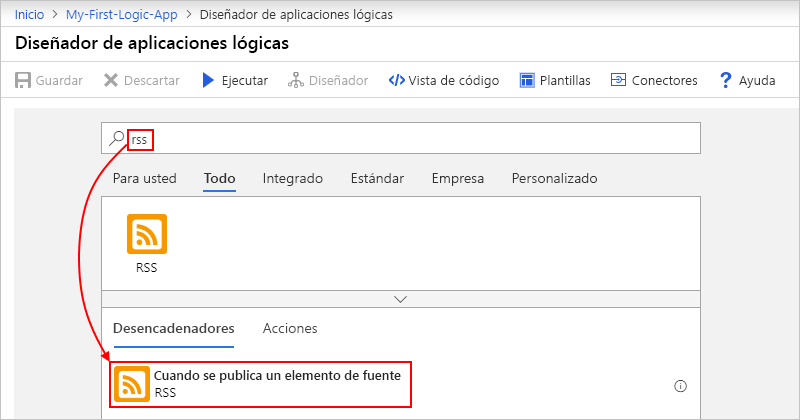 Inicio > My-First-Logic-App > Diseñador de aplicaciones lógicas
Diseñador de aplicaciones lógicas
Guardar Descartar Ejecutar Diseñador Vista de código Plantillas Conectores Ayuda
rss
Para usted Todo Integrado Estándar Empresa Personalizado
RSS
Desencadenadores Acciones
Cuando se publica un elemento de fuente
RSS